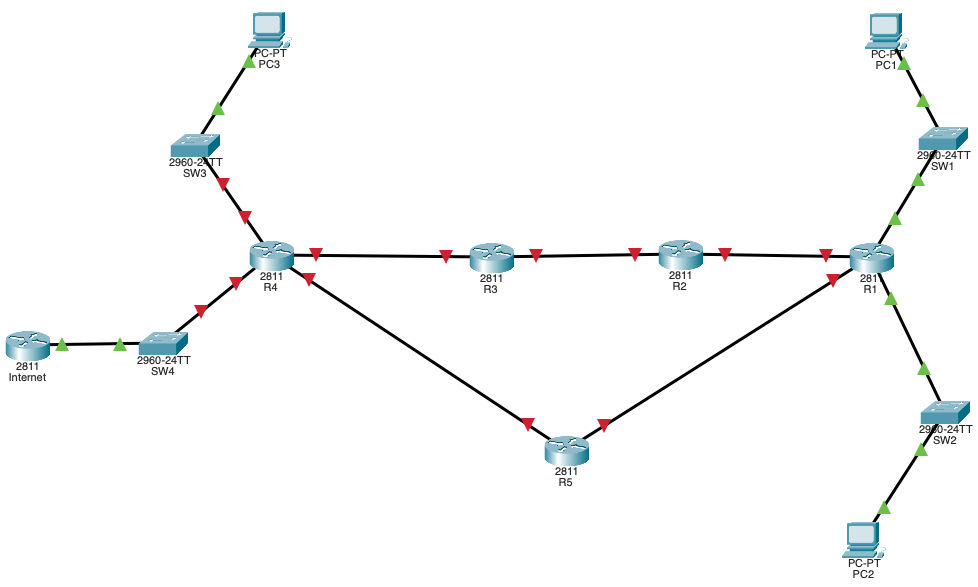 PC-PT
PC3
PC-PT
PC1
2960-24TT
SW3
2960-24TT
SW1
2811
R4
2811
R3
2811
R2
2811
R1
2811
Internet
2960-24TT
SW4
2960-24TT
SW2
2811
R5
PC-PT
PC2